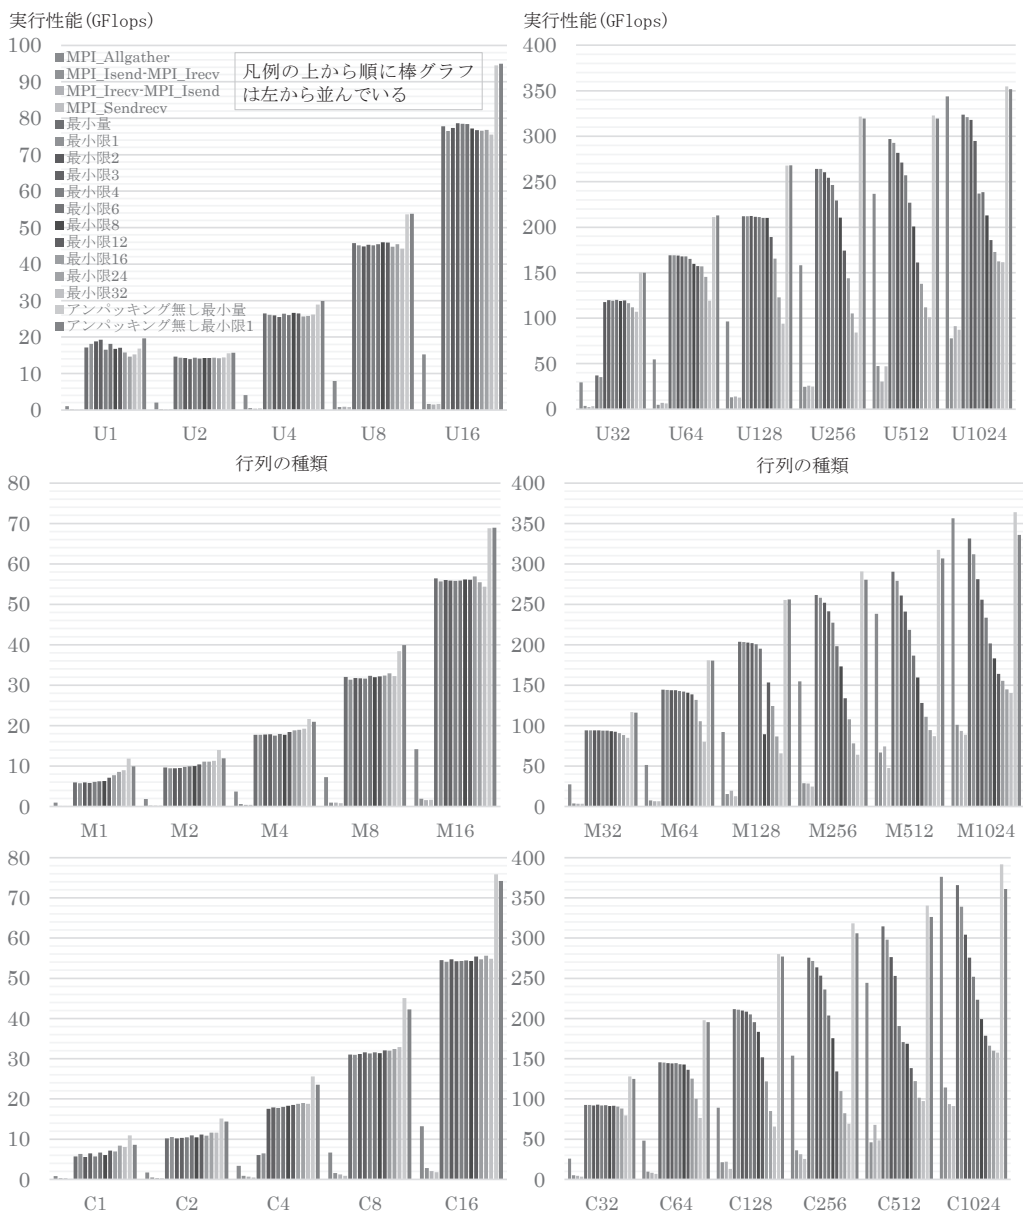 実行性能(GFlops)
100
90
80
70
60
50
40
30
20
10
0
MPI_Allgather
MPI_Isend-MPI_Irecv
MPI_Irecv-MPI_Isend
MPI_Sendrecv
最小量
最小限1
最小限2
最小限3
最小限4
最小限6
最小限8
最小限12
最小限16
最小限24
最小限32
アンパッキング無し最小量
アンパッキング無し最小限1
凡例の上から順に棒グラフ
は左から並んでいる
U1 U2 U4 U8 U16
行列の種類
実行性能(GFlops)
400
350
300
250
200
150
100
50
0
U32 U64 U128 U256 U512 U1024
行列の種類
80
70
60
50
40
30
20
10
0
M1 M2 M4 M8 M16
400
350
300
250
200
150
100
50
0
M32 M64 M128 M256 M512 M1024
80
70
60
50
40
30
20
10
0
C1 C2 C4 C8 C16
400
350
300
250
200
150
100
50
0
C32 C64 C128 C256 C512 C1024